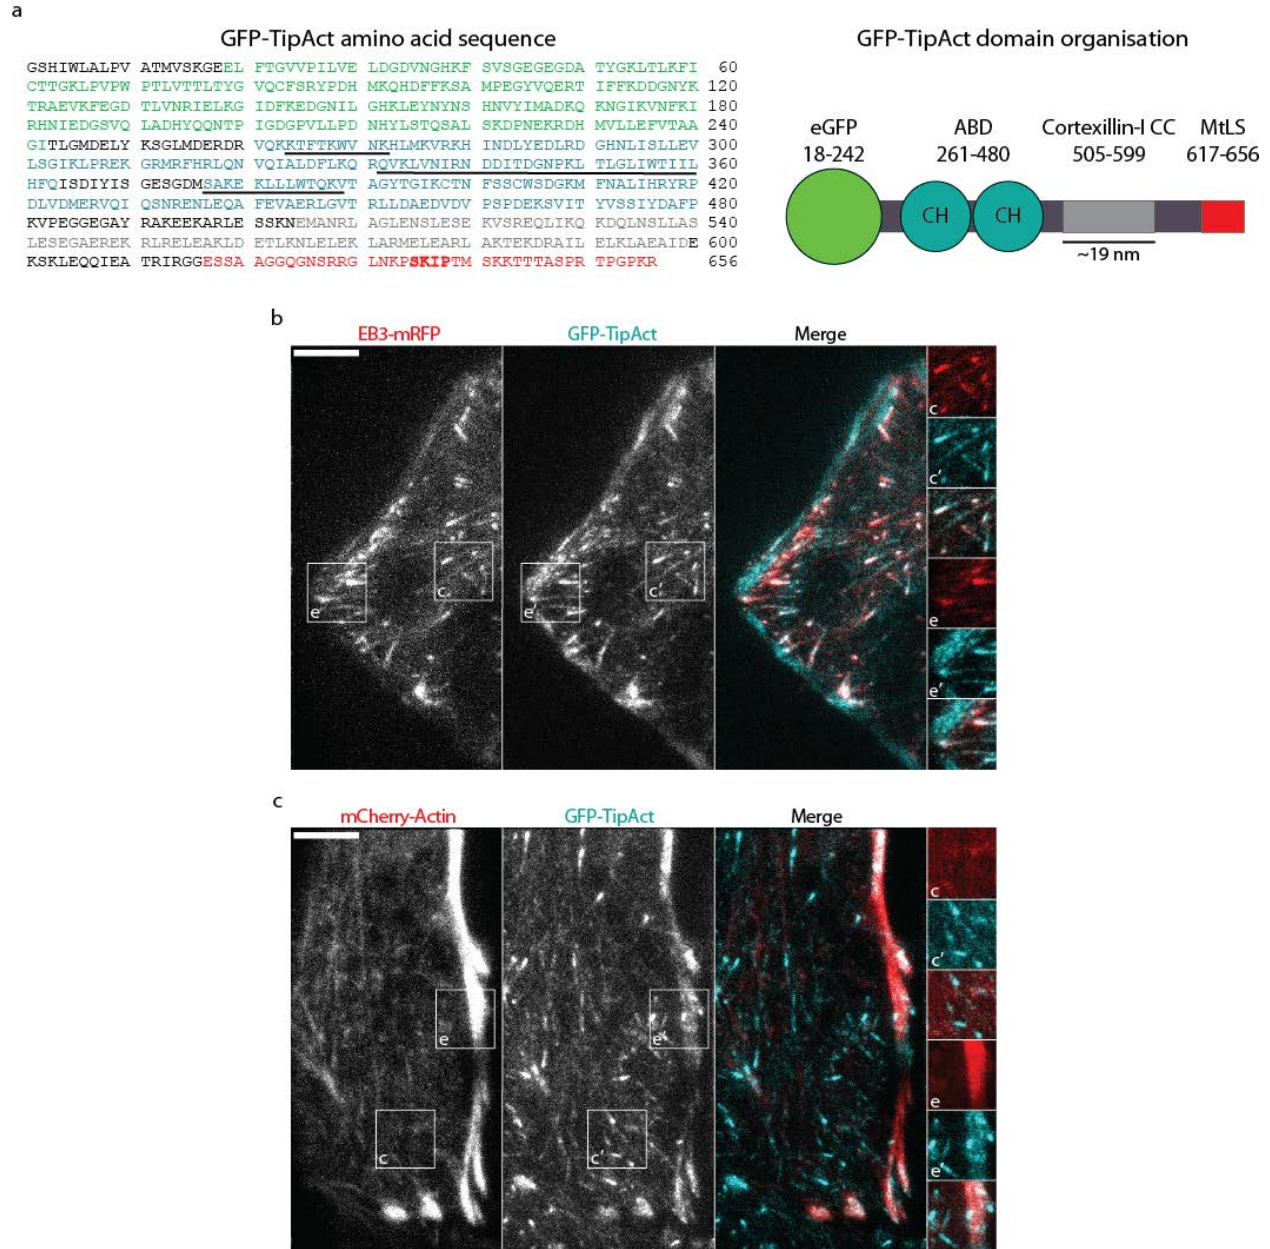 a
GFP-TipAct amino acid sequence
GSHIWLALPV ATMVSKGEEL FTGVVPILVE LDGDVNGHKF SVSGEGEGDA TYGKLTLKFI 60
CTTGKLPVPW PTLVTTLTYG VQCFSRYPDH MKQHDFFKSA MPEGYVQERT IFFKDDGNYK 120
TRAEVKFEGD TLVNRIELKG IDFKEDGNIL GHKLEYNYNS HNVYIMADKQ KNGIKVNFKI 180
RHNIEDGSVQ LADHYQQNTP IGDGPVLLPD NHYLSTQSAL SKDPNEKRDH MVLLEFVTAA 240
GITLGMDELY KSGLMDERDR VQKKTFTKWV NKHLMKVRKH INDLYEDLRD GHNLISLLEV 300
LSGIKLPREK GRMRFHRLQN VQIALDFLKQ RQVKLVNIRN DDITDGNPKL TLGLIWTIIL 360
HFQISDIYIS GESGDMSAKE KLLLWTQKVT AGYTGIKCTN FSSCWSDGKM FNALIHRYRP 420
DLVDMERVQI QSNRENLEQA FEVAERLGVT RLLDAEDVDV PSPDEKSVIT YVSSIYDAFP 480
KVPEGGEGAY RAKEEKARLE SSKNEMANRL AGLENSLESE KVSREQLIKQ KDQLNSLLAS 540
LESEGAEREK RLRELEAKLD ETLKNLELEK LARMELEARL AKTEKDRAIL ELKLAEAIDE 600
KSKLEQQIEA TRIRGGESSA AGGQGNSRRG LNKPSKIPTM SKKTTTASPR TPGPKR 656
GFP-TipAct domain organisation
eGFP
18-242
ABD
261-480
Cortexillin-I CC
505-599
MtLS
617-656
CH
CH
~19 nm
b
EB3-mRFP
GFP-TipAct
Merge
e
c
e'
c'
c
c'
e
e'
c
mCherry-Actin
GFP-TipAct
Merge
e
c
e'
c'
c
c'
e
e'